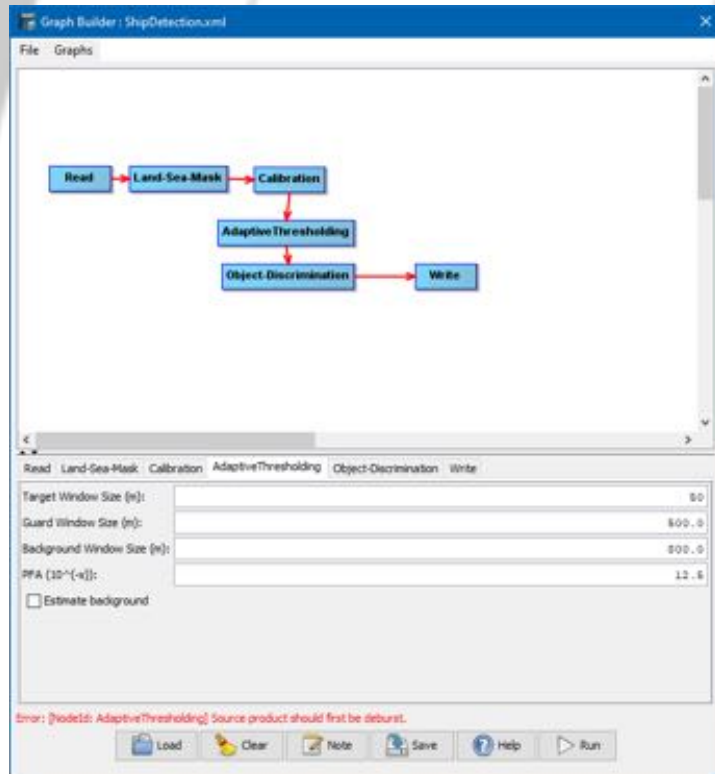 Graph Builder : ShipDetection.xml
File Graphs
Read Land-Sea-Mask Calibration
AdaptiveThresholding
Object-Discrimination Write
Read Land-Sea-Mask Calibration AdaptiveThresholding Object-Discrimination Write
Target Window Size (m): 50
Guard Window Size (m): 500.0
Background Window Size (m): 800.0
PFA (10^(-x)): 12.5
Estimate background
Error: [NodeId: AdaptiveThresholding] Source product should first be deburst.
Load Clear Note Save Help Run